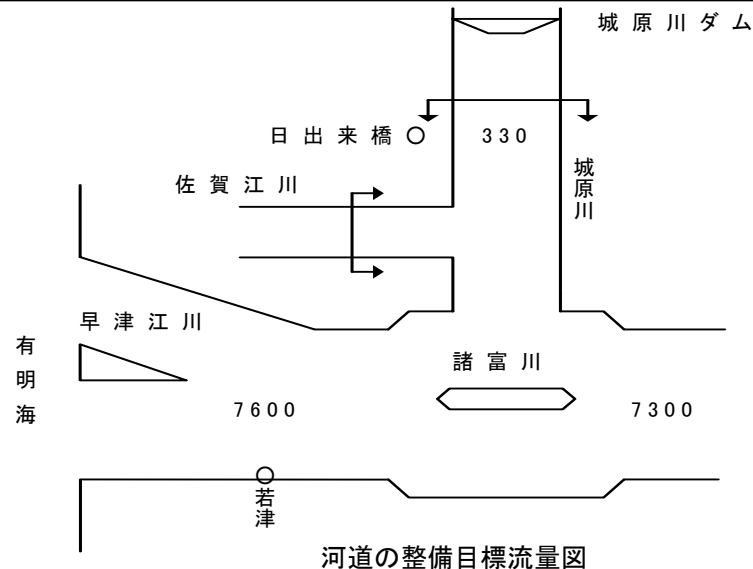 城原川ダム
日出来橋
330
佐賀江川
城原川
早津江川
有明海
諸富川
7600
7300
若津
河道の整備目標流量図